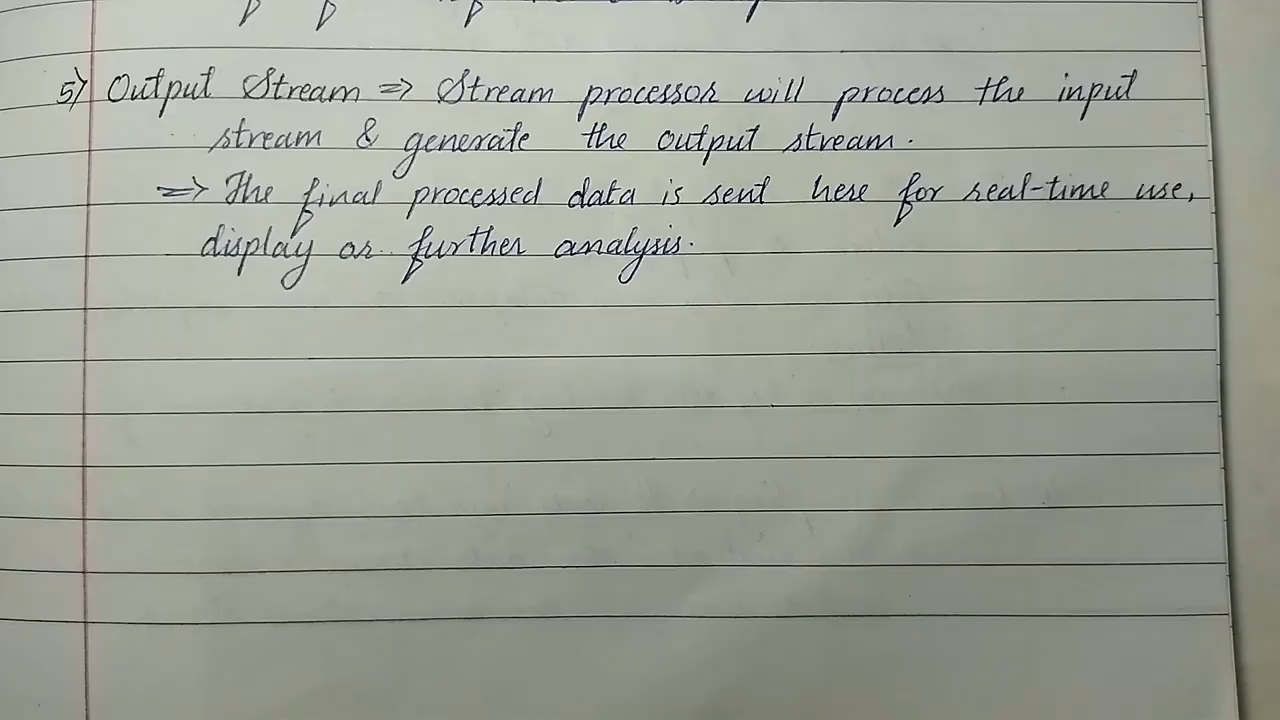 5) Output Stream => Stream processor will process the input
stream & generate the output stream.
=> The final processed data is sent here for real-time use,
display or further analysis.